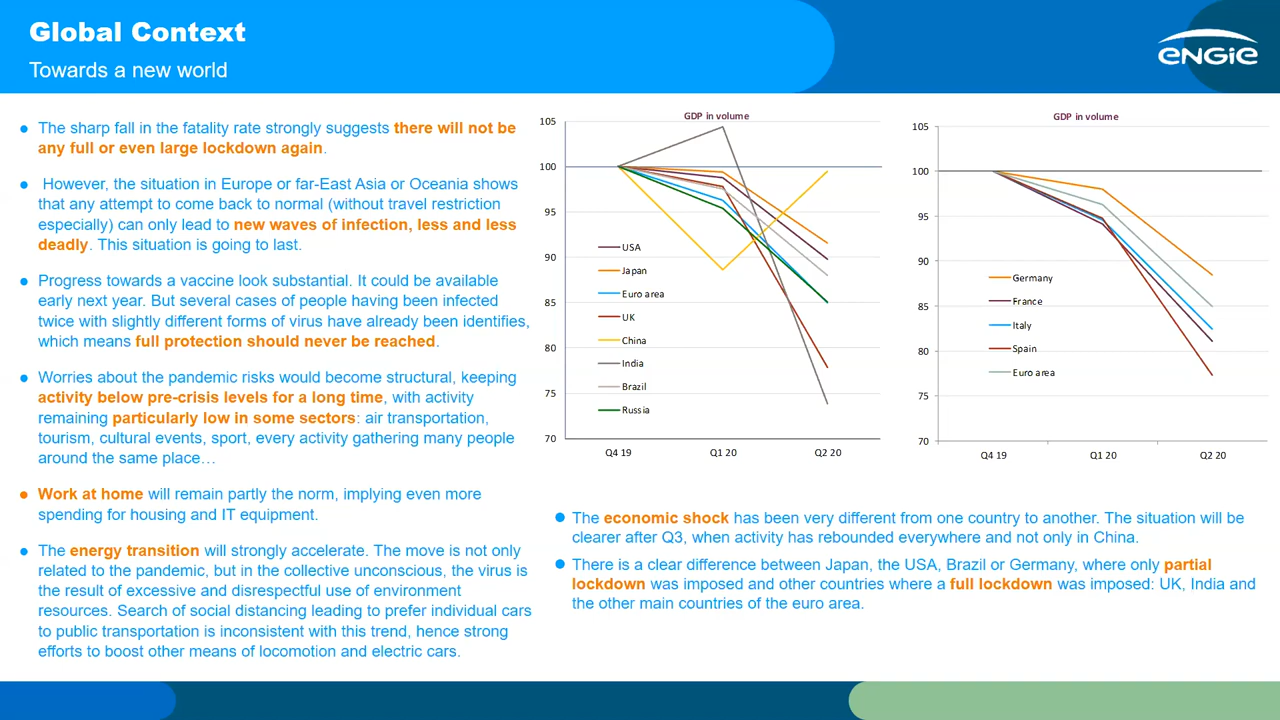 Global Context
Towards a new world
ENGIE
● The sharp fall in the fatality rate strongly suggests there will not be
any full or even large lockdown again.
● However, the situation in Europe or far-East Asia or Oceania shows
that any attempt to come back to normal (without travel restriction
especially) can only lead to new waves of infection, less and less
deadly. This situation is going to last.
● Progress towards a vaccine look substantial. It could be available
early next year. But several cases of people having been infected
twice with slightly different forms of virus have already been identifies,
which means full protection should never be reached.
● Worries about the pandemic risks would become structural, keeping
activity below pre-crisis levels for a long time, with activity
remaining particularly low in some sectors: air transportation,
tourism, cultural events, sport, every activity gathering many people
around the same place…
● Work at home will remain partly the norm, implying even more
spending for housing and IT equipment.
● The energy transition will strongly accelerate. The move is not only
related to the pandemic, but in the collective unconscious, the virus is
the result of excessive and disrespectful use of environment
resources. Search of social distancing leading to prefer individual cars
to public transportation is inconsistent with this trend, hence strong
efforts to boost other means of locomotion and electric cars.
GDP in volume
105
100
95
90
85
80
75
70
USA
Japan
Euro area
UK
China
India
Brazil
Russia
Q4 19 Q1 20 Q2 20
GDP in volume
105
100
95
90
85
80
75
70
Germany
France
Italy
Spain
Euro area
Q4 19 Q1 20 Q2 20
● The economic shock has been very different from one country to another. The situation will be
clearer after Q3, when activity has rebounded everywhere and not only in China.
● There is a clear difference between Japan, the USA, Brazil or Germany, where only partial
lockdown was imposed and other countries where a full lockdown was imposed: UK, India and
the other main countries of the euro area.